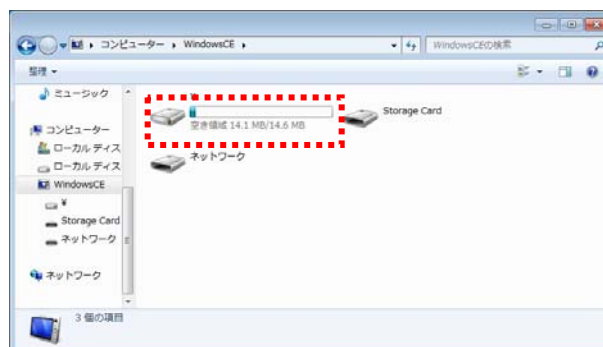 コンピューター ▸ WindowsCE ▸
WindowsCEの検索
整理
ミュージック
コンピューター
ローカル ディス
ローカル ディス
WindowsCE
¥
Storage Card
ネットワーク
ネットワーク
¥
空き領域 14.1 MB/14.6 MB
Storage Card
ネットワーク
3 個の項目